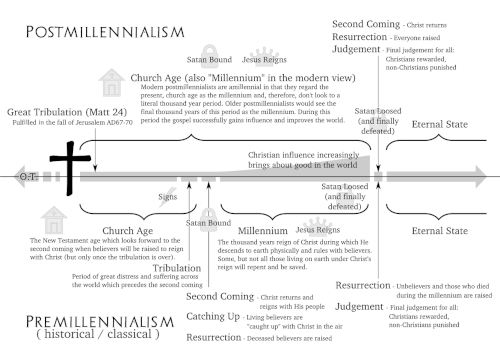 POSTMILLENNIALISM
Second Coming - Christ returns
Resurrection - Everyone raised
Judgement - Final judgement for all:
Christians rewarded,
non-Christians punished
Satan Bound
Jesus Reigns
Church Age (also "Millennium" in the modern view)
Modern postmillennialists are amillennial in that they regard the
present, church age as the millennium and, therefore, don't look to a
literal thousand year period. Older postmillennialists would see the
final thousand years of this period as the millennium. During this
period the gospel successfully gains influence and improves the world.
Great Tribulation (Matt 24)
Fulfilled in the fall of Jerusalem AD67-70
Satan Loosed
(and finally
defeated)
Eternal State
Christian influence increasingly
brings about good in the world
O.T.
Signs
Satan Loosed
(and finally
defeated)
Satan Bound
Church Age
The New Testament age which looks forward to the
second coming when believers will be raised to reign
with Christ (but only once the tribulation is over).
Millennium
Jesus Reigns
The thousand years reign of Christ during which He
descends to earth physically and rules with believers.
Some, but not all those living on earth under Christ's
reign will repent and be saved.
Eternal State
Tribulation
Period of great distress and suffering across
the world which precedes the second coming
Second Coming - Christ returns and
reigns with His people
Catching Up - Living believers are
"caught up" with Christ in the air
Resurrection - Deceased believers are raised
Resurrection - Unbelievers and those who died
during the millennium are raised
Judgement - Final judgement for all:
Christians rewarded,
non-Christians punished
PREMILLENNIALISM
( historical / classical )